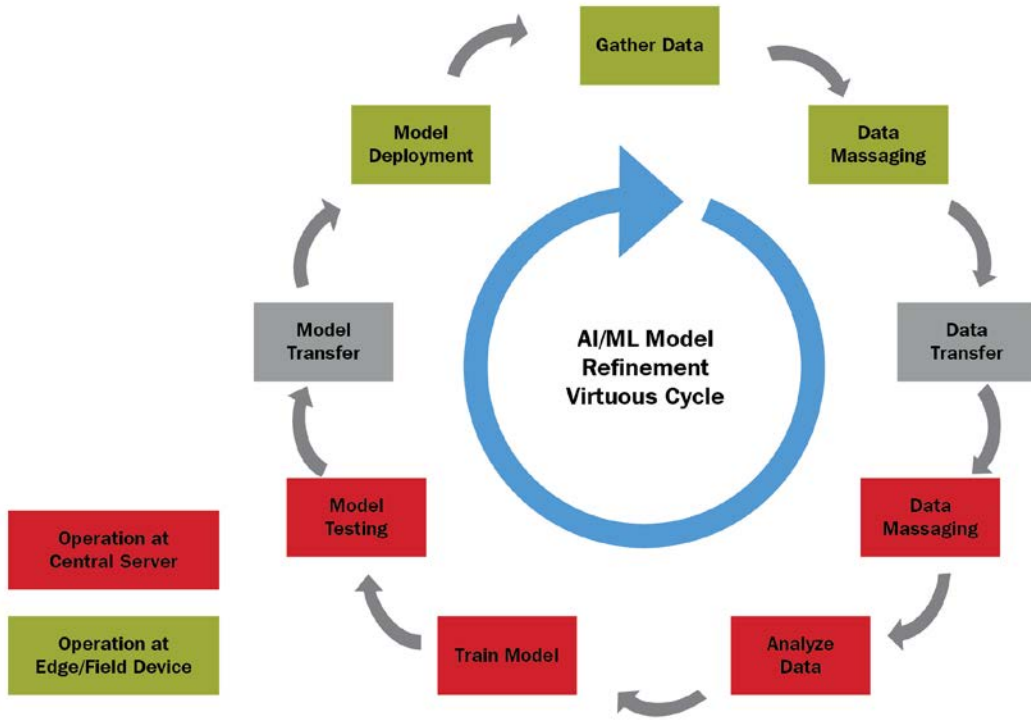 Gather Data
Data
Massaging
Data
Transfer
Data
Massaging
Analyze
Data
Train Model
Model
Testing
Model
Transfer
Model
Deployment
AI/ML Model
Refinement
Virtuous Cycle
Operation at
Central Server
Operation at
Edge/Field Device